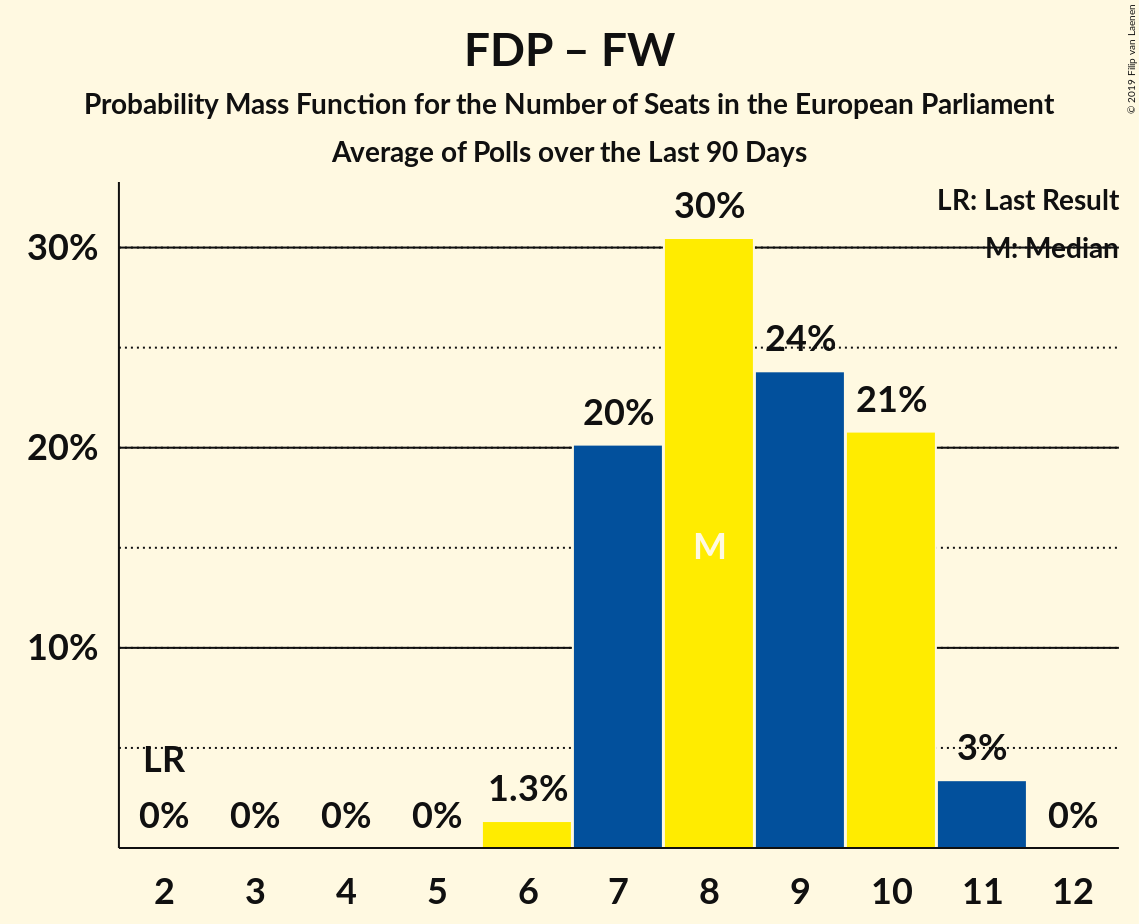 FDP – FW
Probability Mass Function for the Number of Seats in the European Parliament
Average of Polls over the Last 90 Days
© 2019 Filip van Laenen
LR: Last Result
M: Median
30%
20%
10%
LR
0%
0%
0%
0%
1.3%
20%
30%
M
24%
21%
3%
0%
2 3 4 5 6 7 8 9 10 11 12